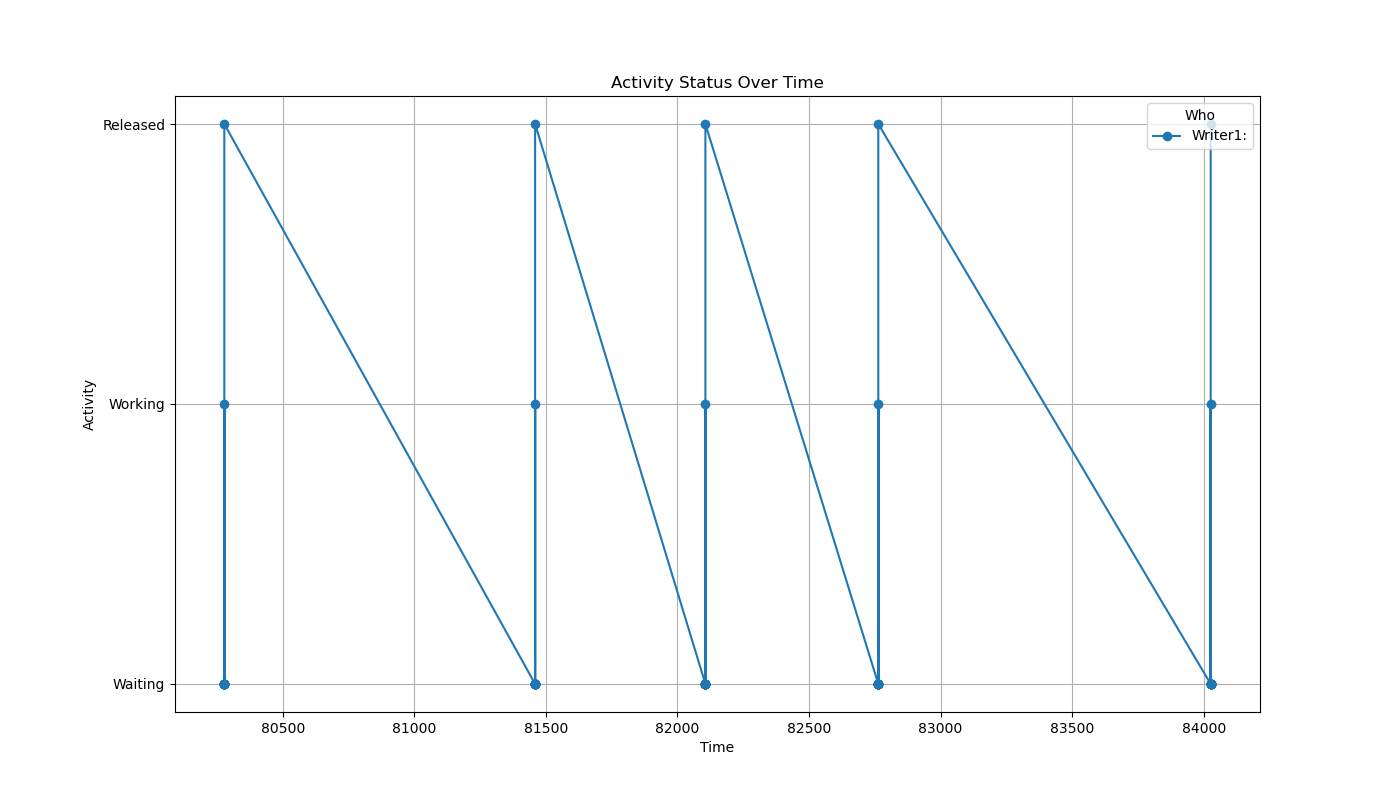 Activity Status Over Time
Who
Writer1:
Released
Working
Waiting
Activity
80500 81000 81500 82000 82500 83000 83500 84000
Time